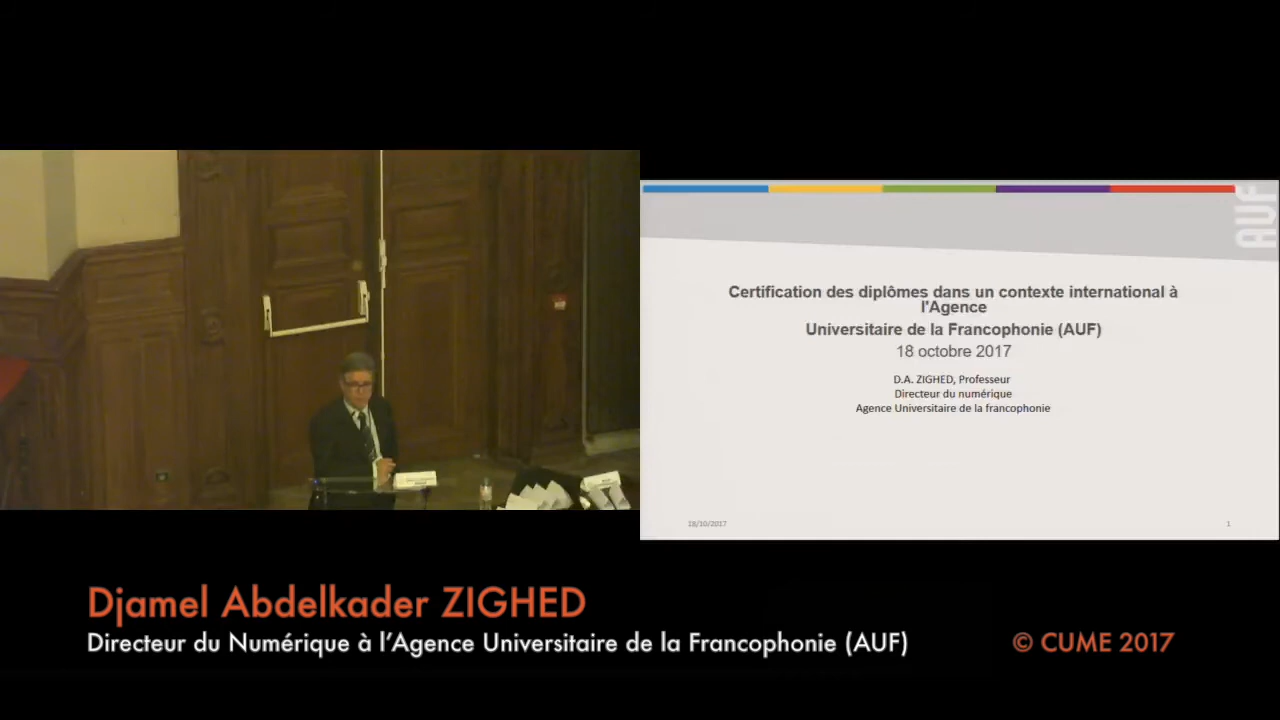 AUF
Certification des diplômes dans un contexte international à
l'Agence
Universitaire de la Francophonie (AUF)
18 octobre 2017
D.A. ZIGHED, Professeur
Directeur du numérique
Agence Universitaire de la francophonie
18/10/2017
1
Djamel Abdelkader ZIGHED
Directeur du Numérique à l’Agence Universitaire de la Francophonie (AUF)
© CUME 2017